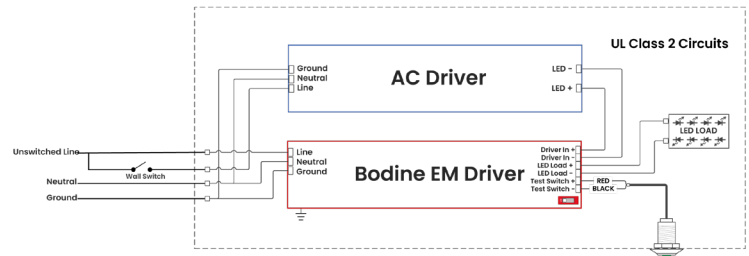 UL Class 2 Circuits
Ground
Neutral
Line
AC Driver
LED -
LED +
LED LOAD
Unswitched Line
Wall Switch
Neutral
Ground
Line
Neutral
Ground
Bodine EM Driver
Driver In +
Driver In -
LED Load +
LED Load -
Test Switch +
Test Switch -
RED
BLACK